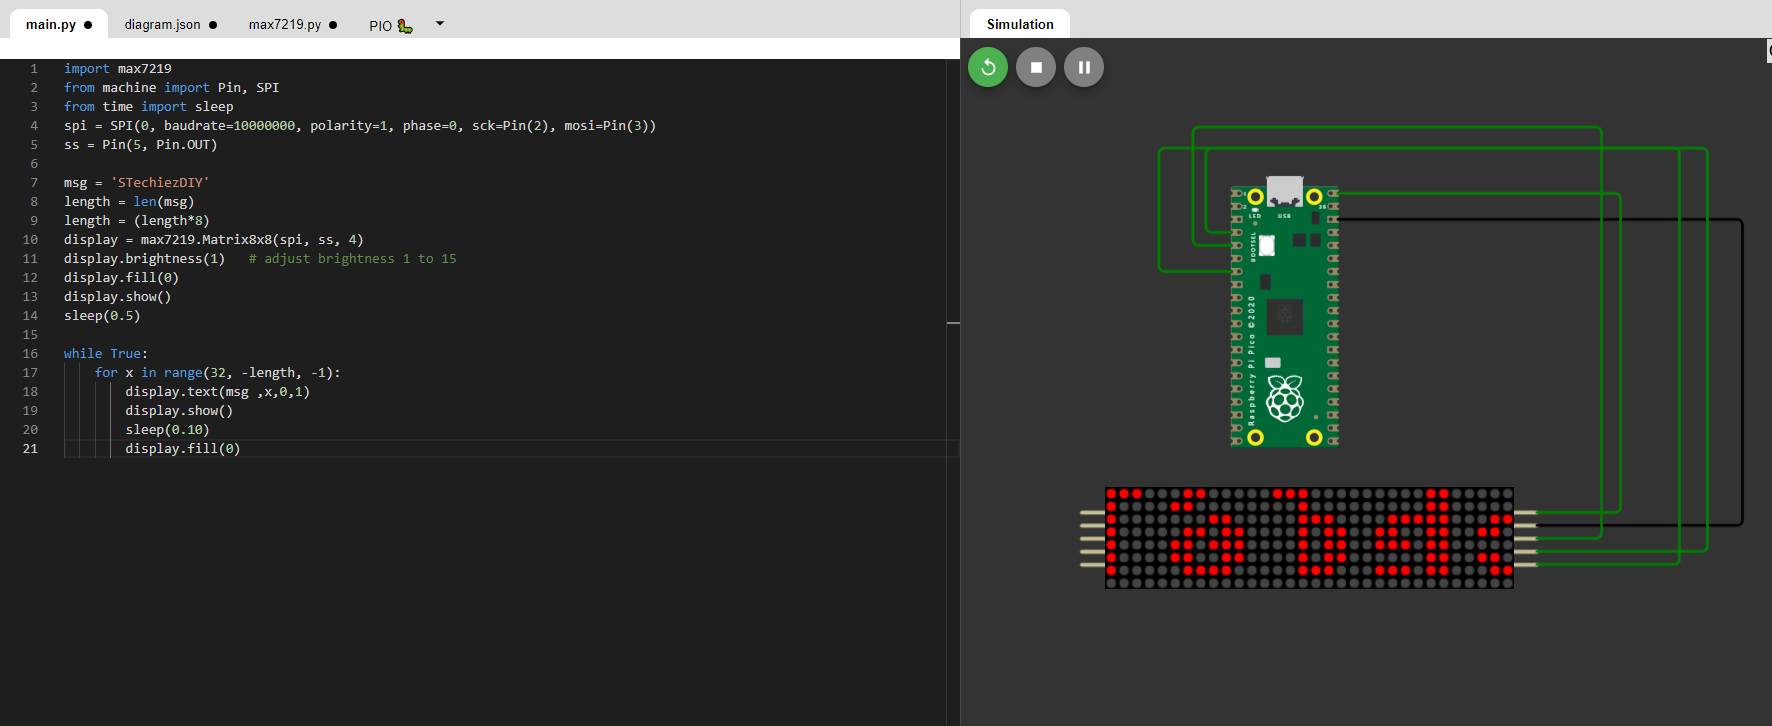 main.py ● diagram.json ● max7219.py ● PIO
Simulation
1 import max7219
2 from machine import Pin, SPI
3 from time import sleep
4 spi = SPI(0, baudrate=10000000, polarity=1, phase=0, sck=Pin(2), mosi=Pin(3))
5 ss = Pin(5, Pin.OUT)
6
7 msg = 'STechiezDIY'
8 length = len(msg)
9 length = (length*8)
10 display = max7219.Matrix8x8(spi, ss, 4)
11 display.brightness(1)   # adjust brightness 1 to 15
12 display.fill(0)
13 display.show()
14 sleep(0.5)
15
16 while True:
17     for x in range(32, -length, -1):
18         display.text(msg ,x,0,1)
19         display.show()
20         sleep(0.10)
21         display.fill(0)
LED
USB
BOOTSEL
Raspberry Pi Pico ©2020